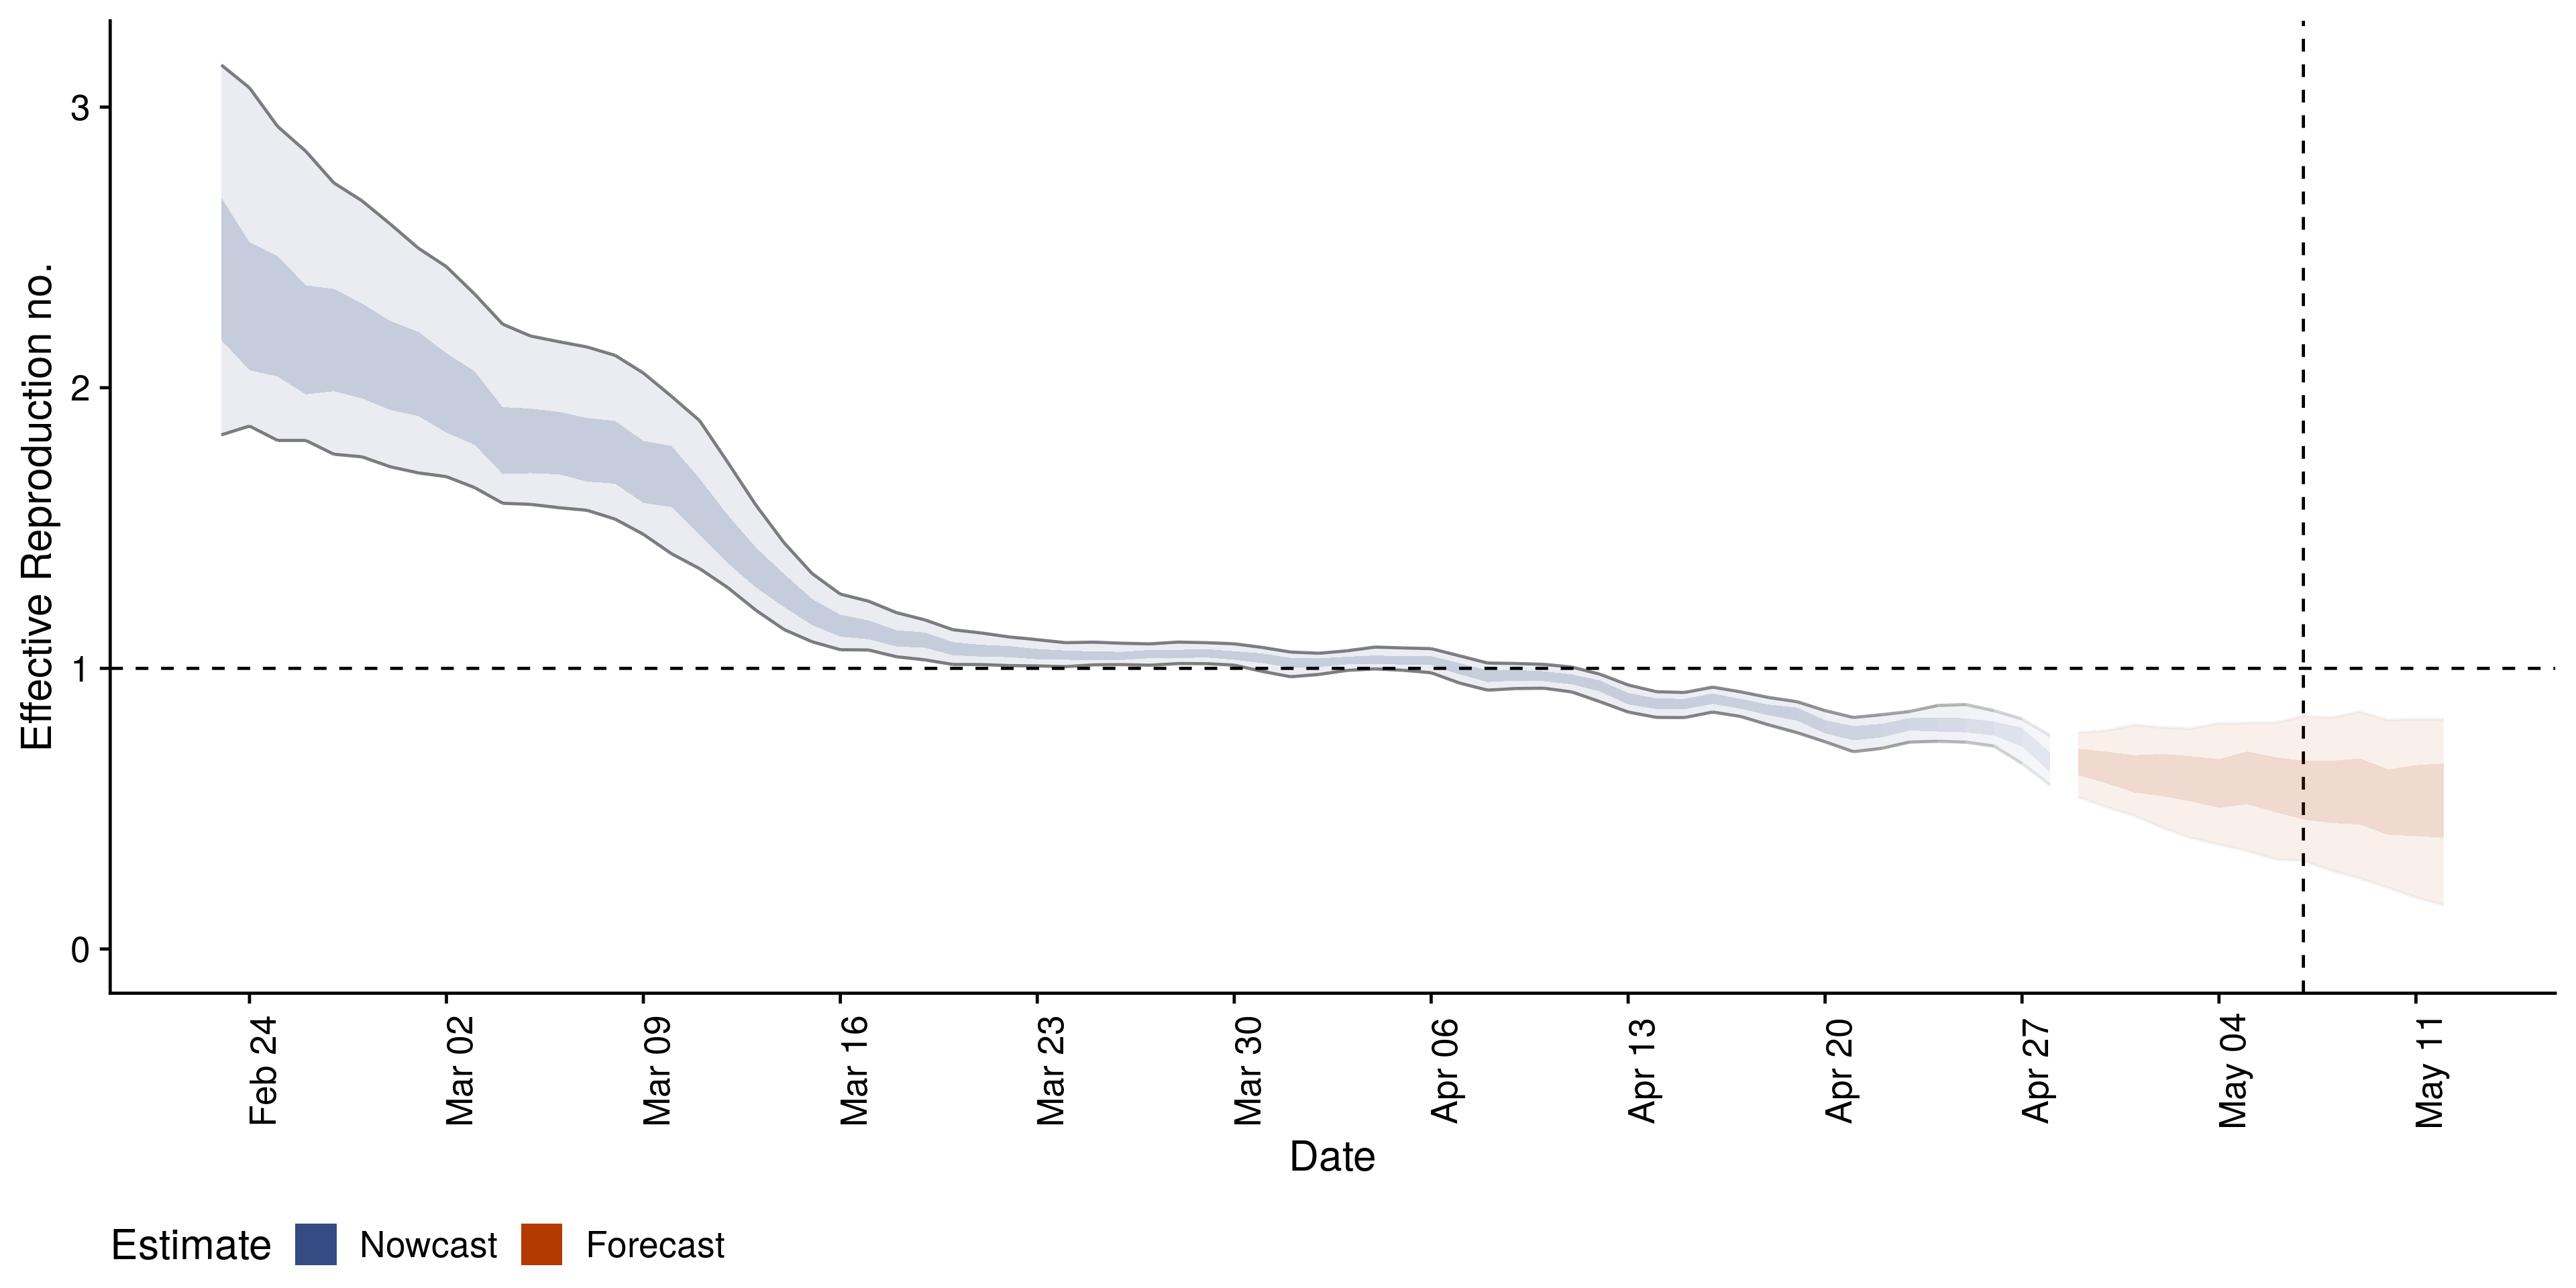 Effective Reproduction no.
3
2
1
0
Feb 24
Mar 02
Mar 09
Mar 16
Mar 23
Mar 30
Apr 06
Apr 13
Apr 20
Apr 27
May 04
May 11
Date
Estimate Nowcast Forecast